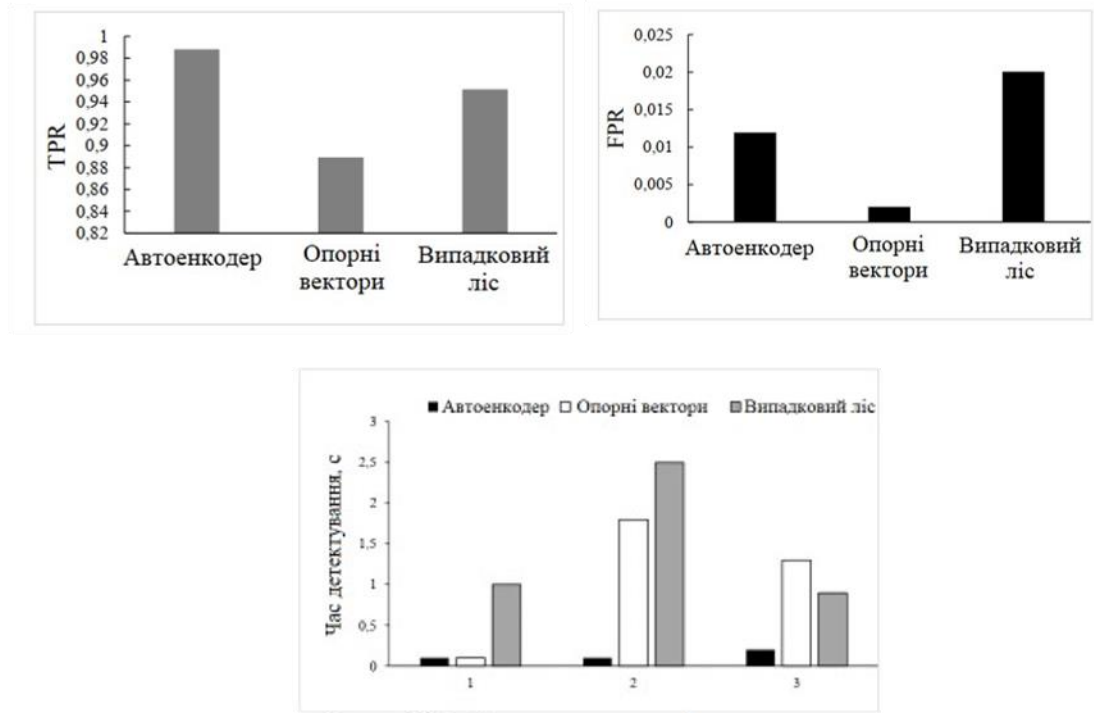 1
0,98
0,96
0,94
0,92
0,9
0,88
0,86
0,84
0,82
TPR
Автоенкодер
Опорні
вектори
Випадковий
ліс
0,025
0,02
0,015
0,01
0,005
0
FPR
Автоенкодер
Опорні
вектори
Випадковий
ліс
Автоенкодер Опорні вектори Випадковий ліс
3
2,5
2
1,5
1
0,5
0
Час детектування, с
1 2 3